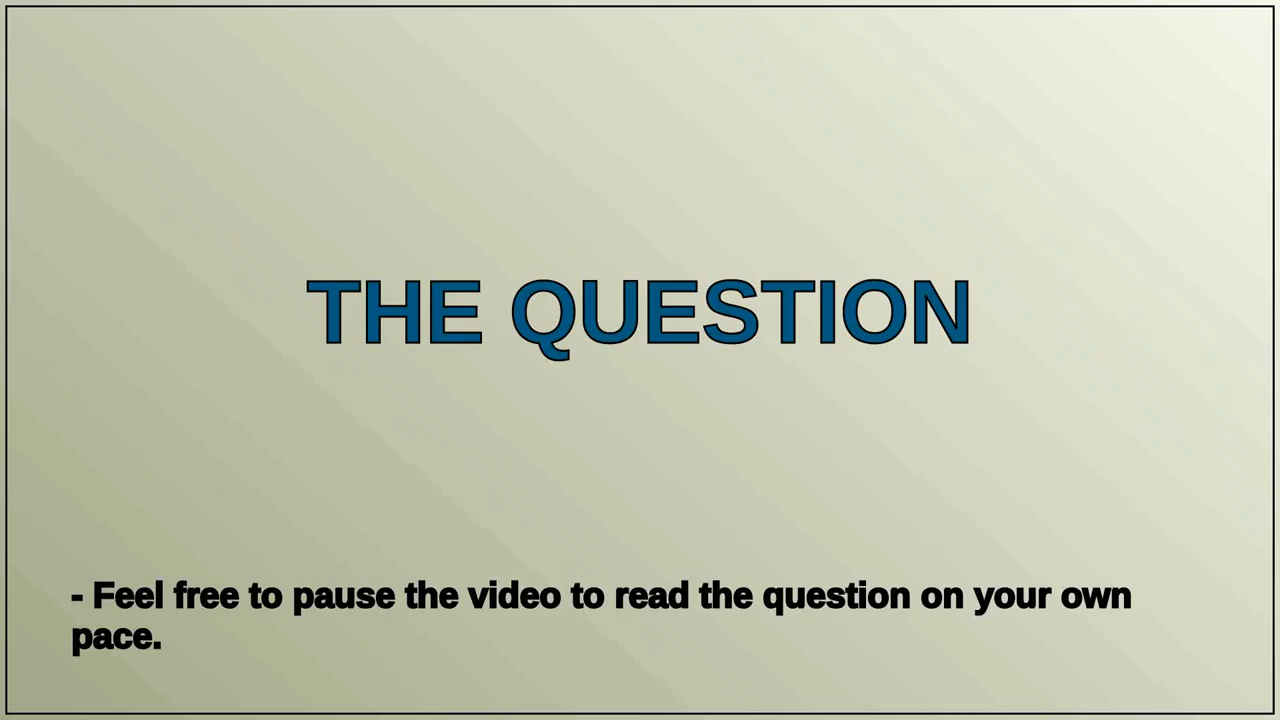 THE QUESTION
- Feel free to pause the video to read the question on your own
pace.